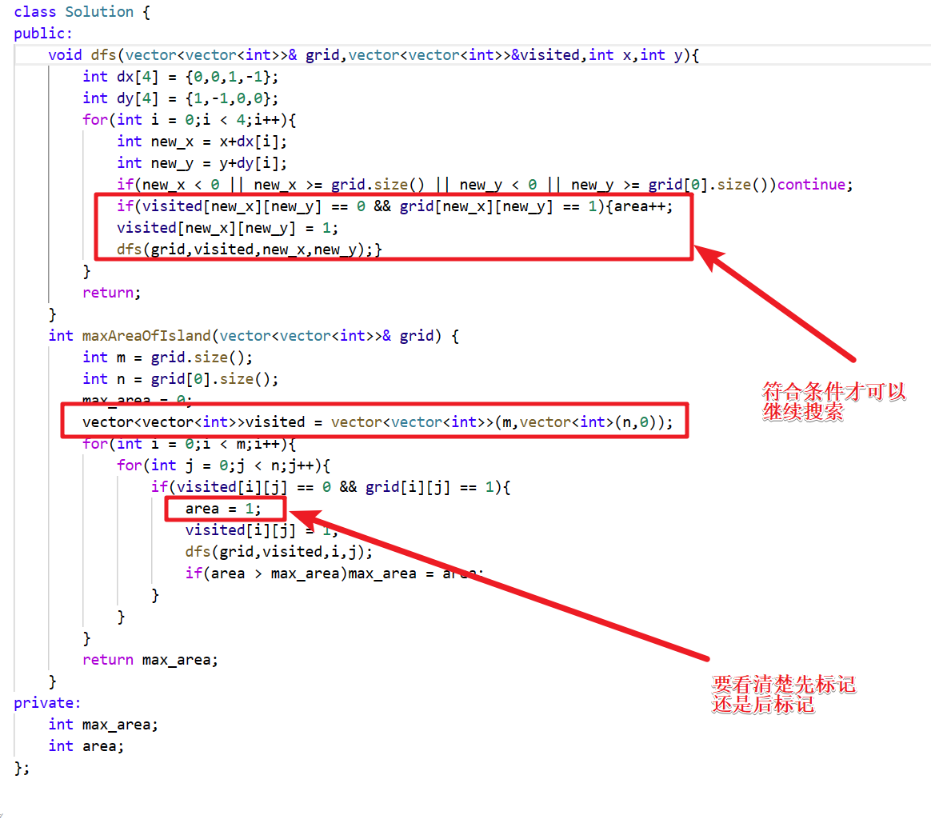 class Solution {
public:
    void dfs(vector<vector<int>>& grid,vector<vector<int>>&visited,int x,int y){
        int dx[4] = {0,0,1,-1};
        int dy[4] = {1,-1,0,0};
        for(int i = 0;i < 4;i++){
            int new_x = x+dx[i];
            int new_y = y+dy[i];
            if(new_x < 0 || new_x >= grid.size() || new_y < 0 || new_y >= grid[0].size())continue;
            if(visited[new_x][new_y] == 0 && grid[new_x][new_y] == 1){area++;
            visited[new_x][new_y] = 1;
            dfs(grid,visited,new_x,new_y);}
        }
        return;
    }
    int maxAreaOfIsland(vector<vector<int>>& grid) {
        int m = grid.size();
        int n = grid[0].size();
符合条件才可以
继续搜索
        max_area = 0;
        vector<vector<int>>visited = vector<vector<int>>(m,vector<int>(n,0));
        for(int i = 0;i < m;i++){
            for(int j = 0;j < n;j++){
                if(visited[i][j] == 0 && grid[i][j] == 1){
                    area = 1;
                    visited[i][j] = 1;
                    dfs(grid,visited,i,j);
                    if(area > max_area)max_area = area;
                }
            }
        }
        return max_area;
    }
要看清楚先标记
还是后标记
private:
    int max_area;
    int area;
};